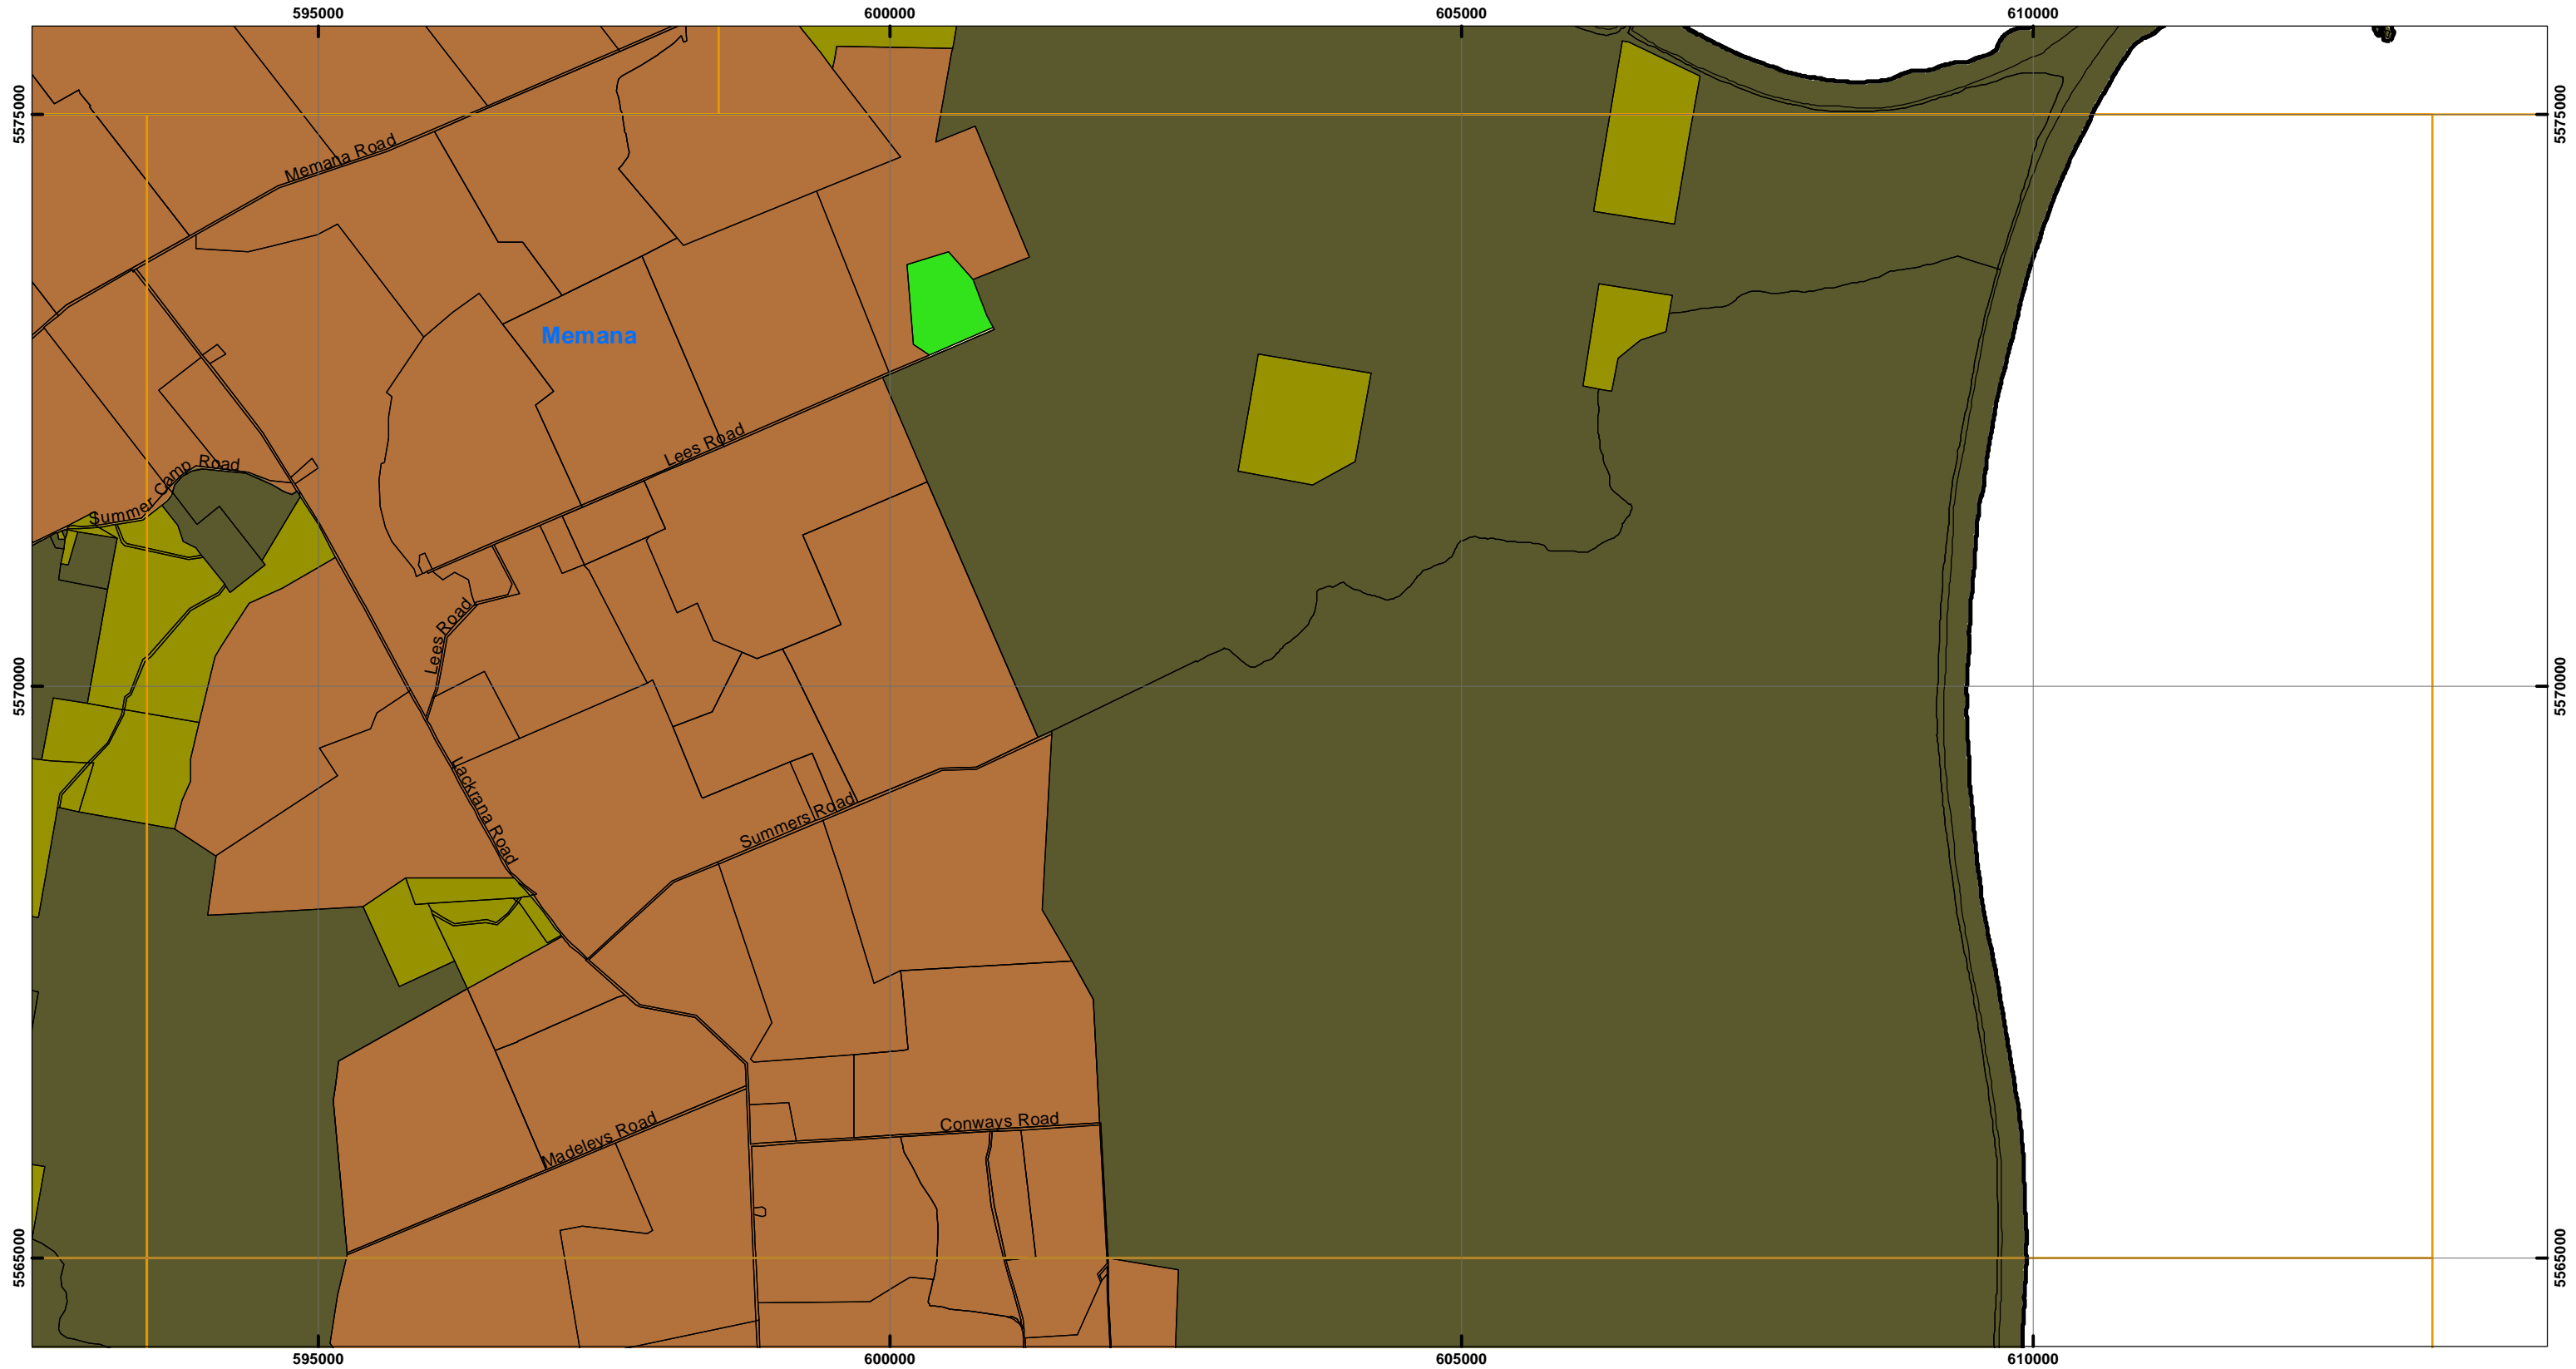 595000 600000 605000 610000
5575000 5575000
Memana Road
Memana
Lees Road
Summer Camp Road
Lees Road
5570000 5570000
Lackrana Road
Summers Road
Conways Road
Madeleys Road
5565000 5565000
595000 600000 605000 610000